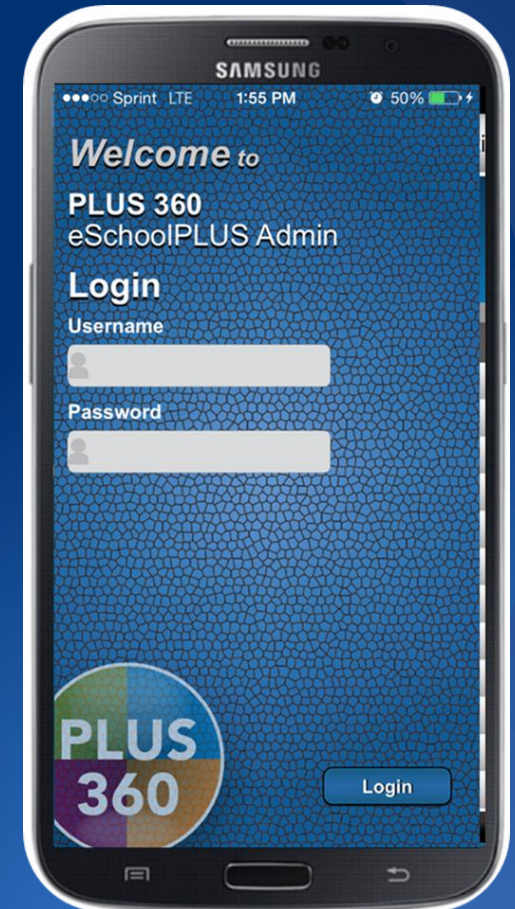 SAMSUNG
Sprint LTE 1:55 PM 50%
Welcome to
PLUS 360
eSchoolPLUS Admin
Login
Username
Password
PLUS
360
Login